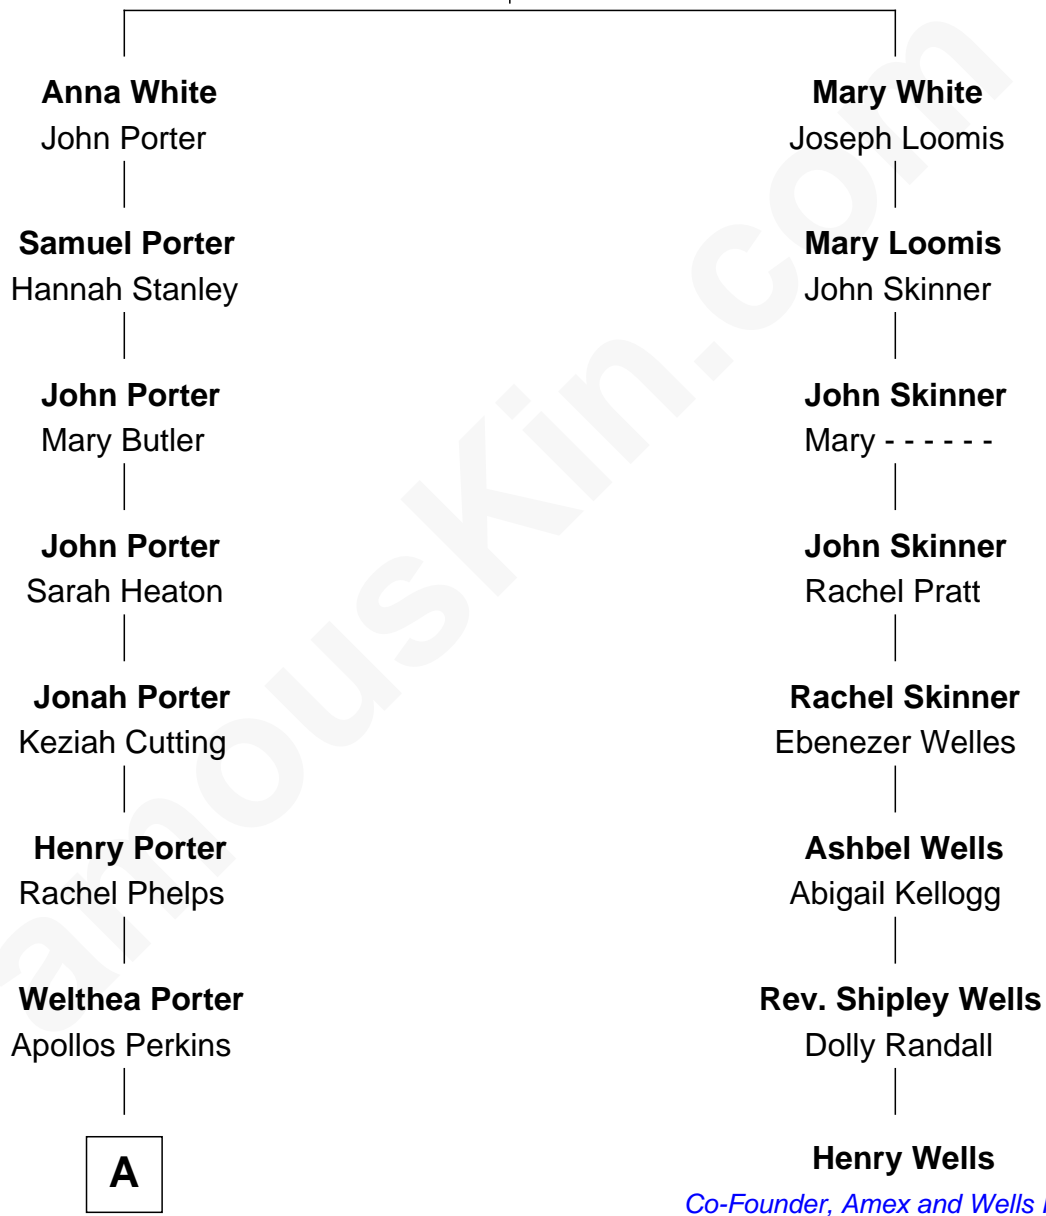 Anna White
John Porter
Samuel Porter
Hannah Stanley
John Porter
Mary Butler
John Porter
Sarah Heaton
Jonah Porter
Keziah Cutting
Henry Porter
Rachel Phelps
Welthea Porter
Apollos Perkins
A
Mary White
Joseph Loomis
Mary Loomis
John Skinner
John Skinner
Mary - - - - - -
John Skinner
Rachel Pratt
Rachel Skinner
Ebenezer Welles
Ashbel Wells
Abigail Kellogg
Rev. Shipley Wells
Dolly Randall
Henry Wells
Co-Founder, Amex and Wells
amousKin.com